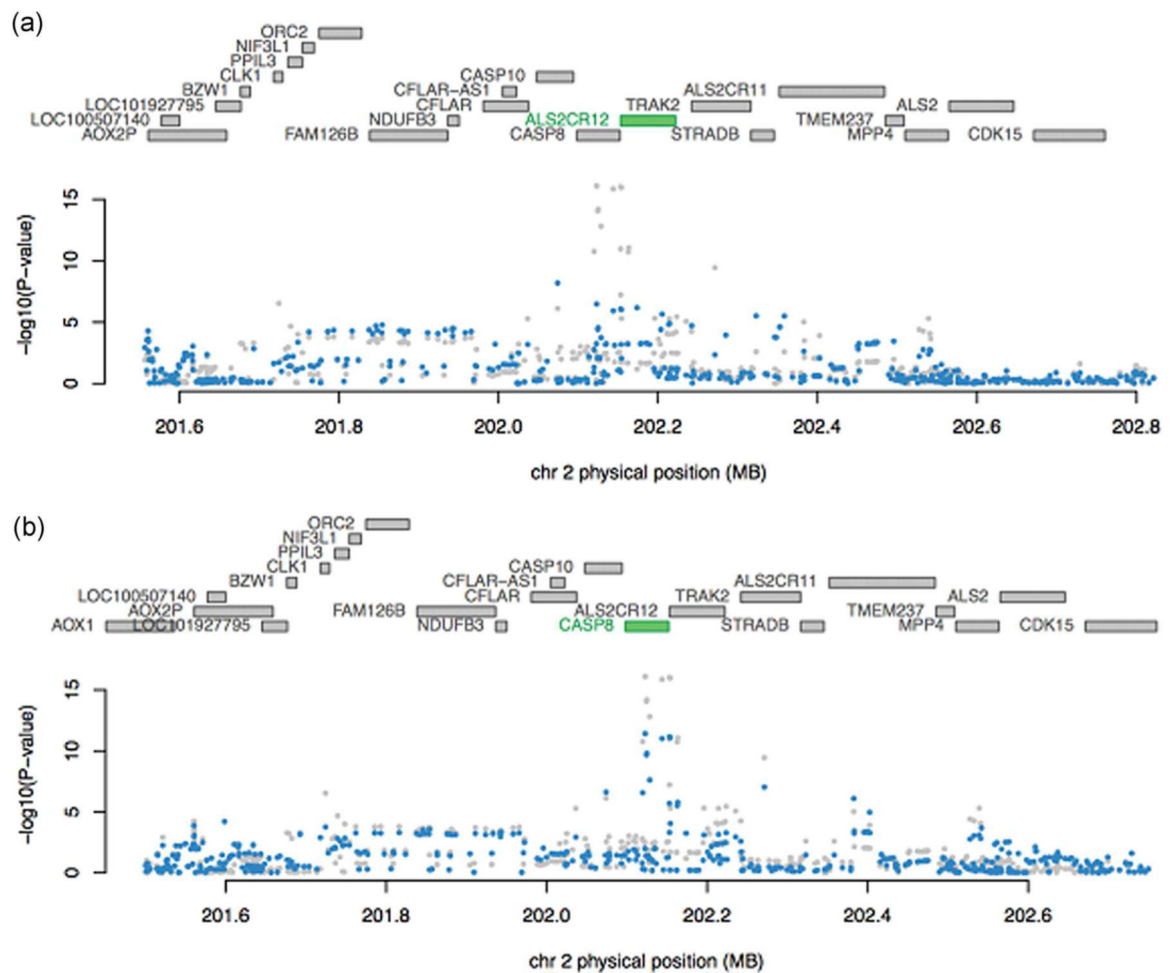 (a)
ORC2
NIF3L1
PPIL3
CLK1 CASP10
BZW1 CFLAR−AS1 ALS2CR11
LOC101927795 CFLAR TRAK2 ALS2
LOC100507140 NDUFB3 ALS2CR12 TMEM237
AOX2P FAM126B CASP8 STRADB MPP4 CDK15
−log10(P−value)
15
10
5
0
201.6 201.8 202.0 202.2 202.4 202.6 202.8
chr 2 physical position (MB)
(b)
ORC2
NIF3L1
PPIL3
CLK1 CASP10
BZW1 CFLAR−AS1 ALS2CR11
LOC100507140 CFLAR TRAK2 ALS2
AOX2P FAM126B ALS2CR12 TMEM237
AOX1 LOC101927795 NDUFB3 CASP8 STRADB MPP4 CDK15
−log10(P−value)
15
10
5
0
201.6 201.8 202.0 202.2 202.4 202.6
chr 2 physical position (MB)